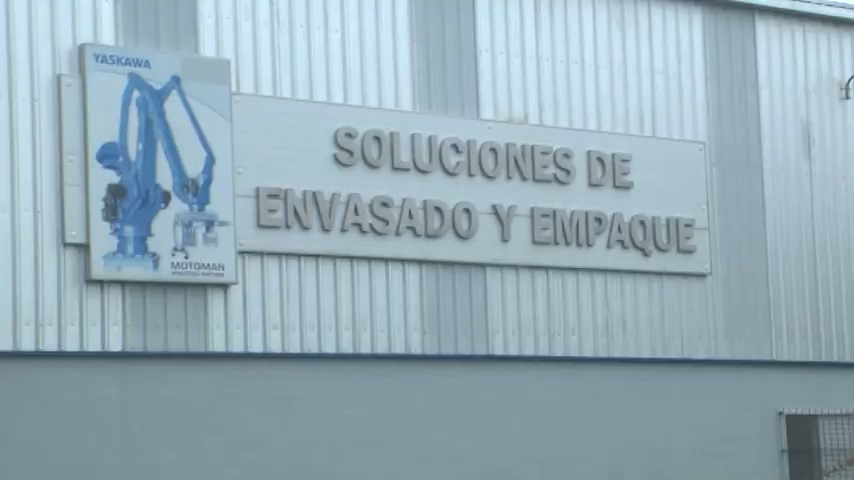 YASKAWA
MOTOMAN
SOLUCIONES DE
ENVASADO Y EMPAQUE